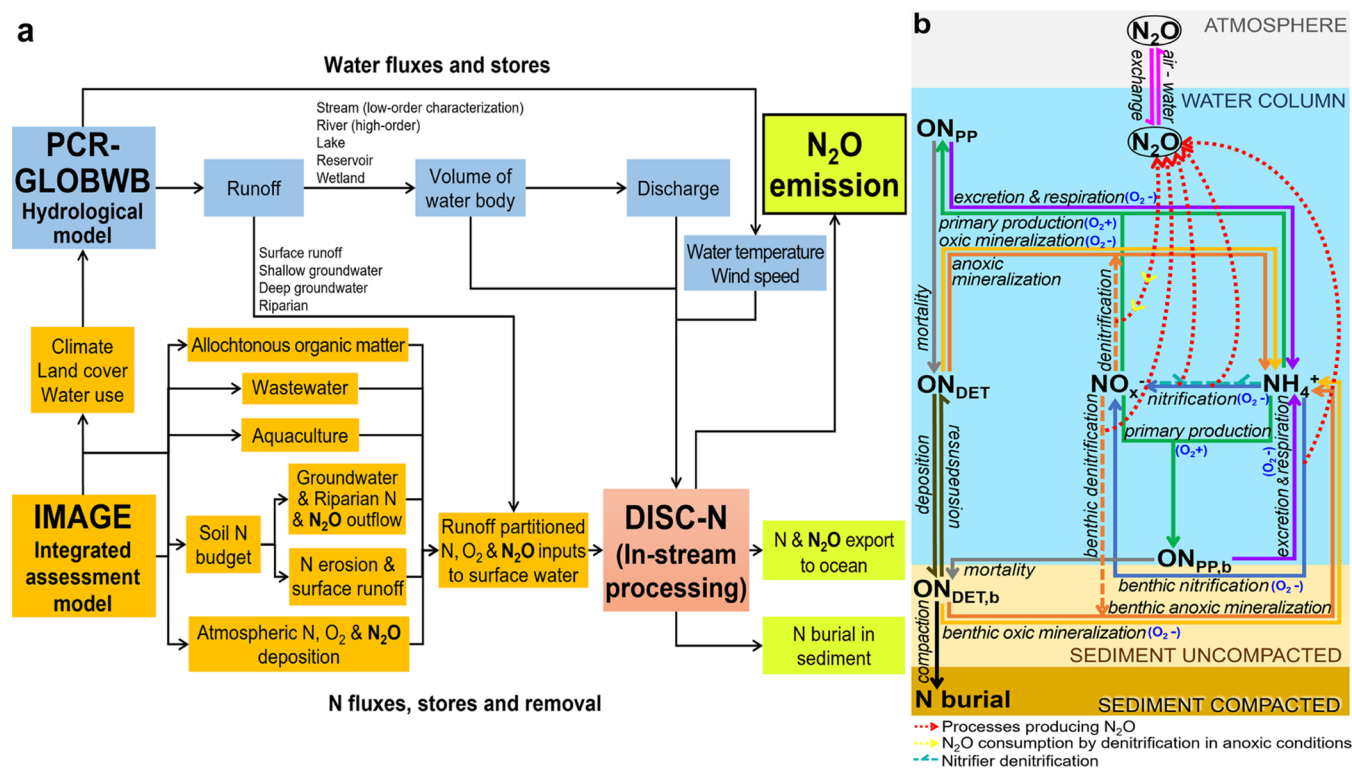 a
Water fluxes and stores
PCR-
GLOBWB
Hydrological
model
Runoff
Stream (low-order characterization)
River (high-order)
Lake
Reservoir
Wetland
Volume of
water body
Discharge
N₂O
emission
Surface runoff
Shallow groundwater
Deep groundwater
Riparian
Water temperature
Wind speed
Climate
Land cover
Water use
Allochtonous organic matter
Wastewater
Aquaculture
IMAGE
Integrated
assessment
model
Soil N
budget
Groundwater
& Riparian N
& N₂O outflow
N erosion &
surface runoff
Atmospheric N, O₂ & N₂O
deposition
Runoff partitioned
N, O₂ & N₂O inputs
to surface water
DISC-N
(In-stream
processing)
N & N₂O export
to ocean
N burial in
sediment
N fluxes, stores and removal
b
ATMOSPHERE
N₂O
exchange
air - water
WATER COLUMN
N₂O
ONPP
excretion & respiration(O₂ -)
primary production(O₂+)
oxic mineralization(O₂-)
anoxic
mineralization
mortality
denitrification
ONDET
NOx-
NH₄+
nitrification(O₂ -)
primary production
(O₂+)
(O₂ -)
excretion & respiration
deposition
resuspension
benthic denitrification
ONPP,b
mortality
benthic nitrification (O₂ -)
ONDET,b
benthic anoxic mineralization
benthic oxic mineralization(O₂ -)
compaction
SEDIMENT UNCOMPACTED
N burial
SEDIMENT COMPACTED
Processes producing N₂O
N₂O consumption by denitrification in anoxic conditions
Nitrifier denitrification